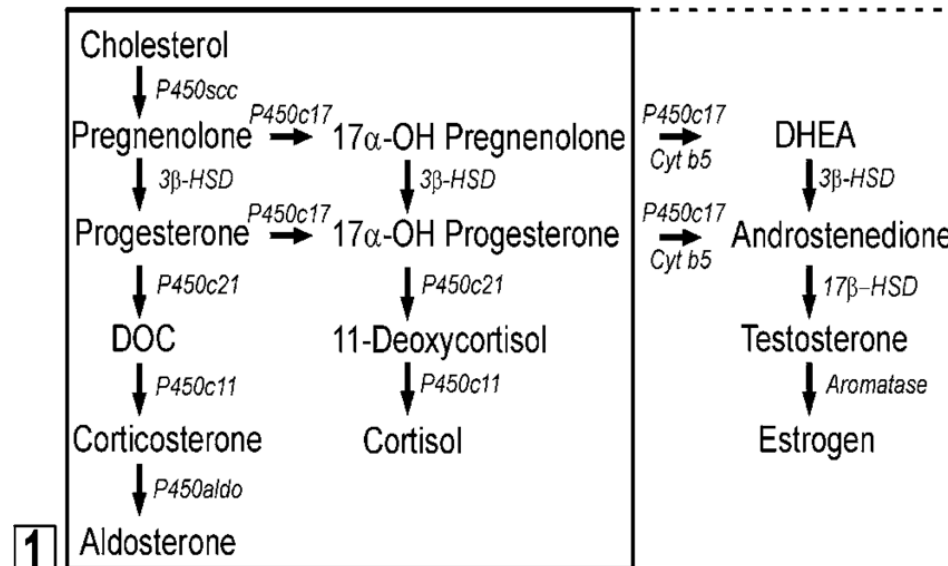 Cholesterol
P450scc
P450c17 P450c17
Pregnenolone 17α-OH Pregnenolone DHEA
Cyt b5
3β-HSD 3β-HSD 3β-HSD
P450c17 P450c17
Progesterone 17α-OH Progesterone Androstenedione
Cyt b5
P450c21 P450c21 17β-HSD
DOC 11-Deoxycortisol Testosterone
P450c11 P450c11 Aromatase
Corticosterone Cortisol Estrogen
P450aldo
1 Aldosterone